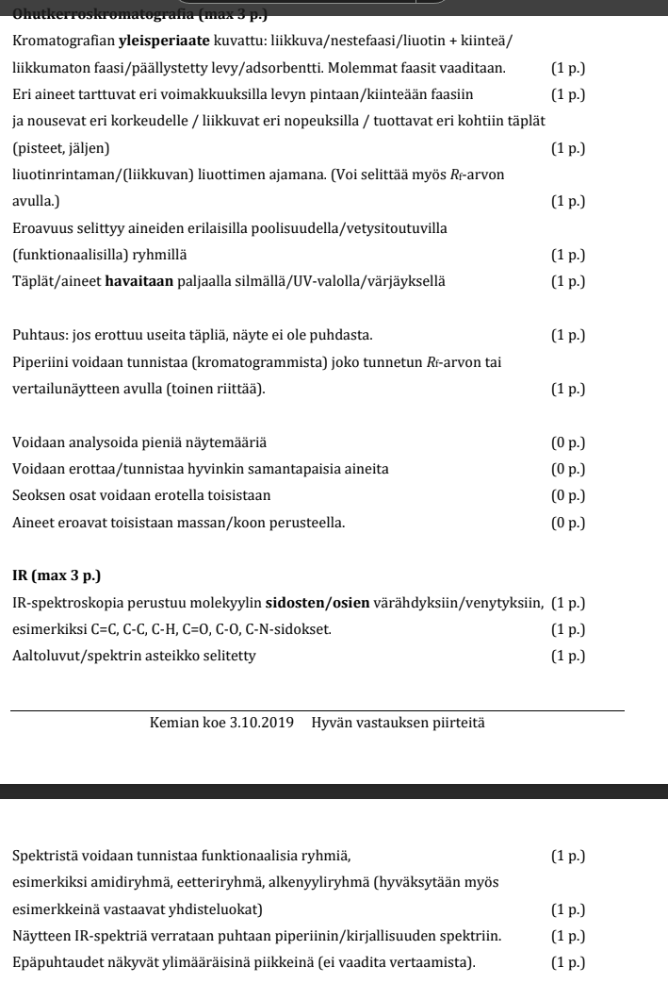 Ohutkerroskromatografia (max 3 p.)
Kromatografian yleisperiaate kuvattu: liikkuva/nestefaasi/liuotin + kiinteä/
liikkumaton faasi/päällystetty levy/adsorbentti. Molemmat faasit vaaditaan. (1 p.)
Eri aineet tarttuvat eri voimakkuuksilla levyn pintaan/kiinteään faasiin (1 p.)
ja nousevat eri korkeudelle / liikkuvat eri nopeuksilla / tuottavat eri kohtiin täplät
(pisteet, jäljen) (1 p.)
liuotinrintaman/(liikkuvan) liuottimen ajamana. (Voi selittää myös Rf-arvon
avulla.) (1 p.)
Eroavuus selittyy aineiden erilaisilla poolisuudella/vetysitoutuvilla
(funktionaalisilla) ryhmillä (1 p.)
Täplät/aineet havaitaan paljaalla silmällä/UV-valolla/värjäyksellä (1 p.)
Puhtaus: jos erottuu useita täpliä, näyte ei ole puhdasta. (1 p.)
Piperiini voidaan tunnistaa (kromatogrammista) joko tunnetun Rf-arvon tai
vertailunäytteen avulla (toinen riittää). (1 p.)
Voidaan analysoida pieniä näytemääriä (0 p.)
Voidaan erottaa/tunnistaa hyvinkin samantapaisia aineita (0 p.)
Seoksen osat voidaan erotella toisistaan (0 p.)
Aineet eroavat toisistaan massan/koon perusteella. (0 p.)
IR (max 3 p.)
IR-spektroskopia perustuu molekyylin sidosten/osien värähdyksiin/venytyksiin, (1 p.)
esimerkiksi C=C, C-C, C-H, C=O, C-O, C-N-sidokset. (1 p.)
Aaltoluvut/spektrin asteikko selitetty (1 p.)
Kemian koe 3.10.2019 Hyvän vastauksen piirteitä
Spektristä voidaan tunnistaa funktionaalisia ryhmiä, (1 p.)
esimerkiksi amidiryhmä, eetteriryhmä, alkenyyliryhmä (hyväksytään myös
esimerkkeinä vastaavat yhdisteluokat) (1 p.)
Näytteen IR-spektriä verrataan puhtaan piperiinin/kirjallisuuden spektriin. (1 p.)
Epäpuhtaudet näkyvät ylimääräisinä piikkeinä (ei vaadita vertaamista). (1 p.)